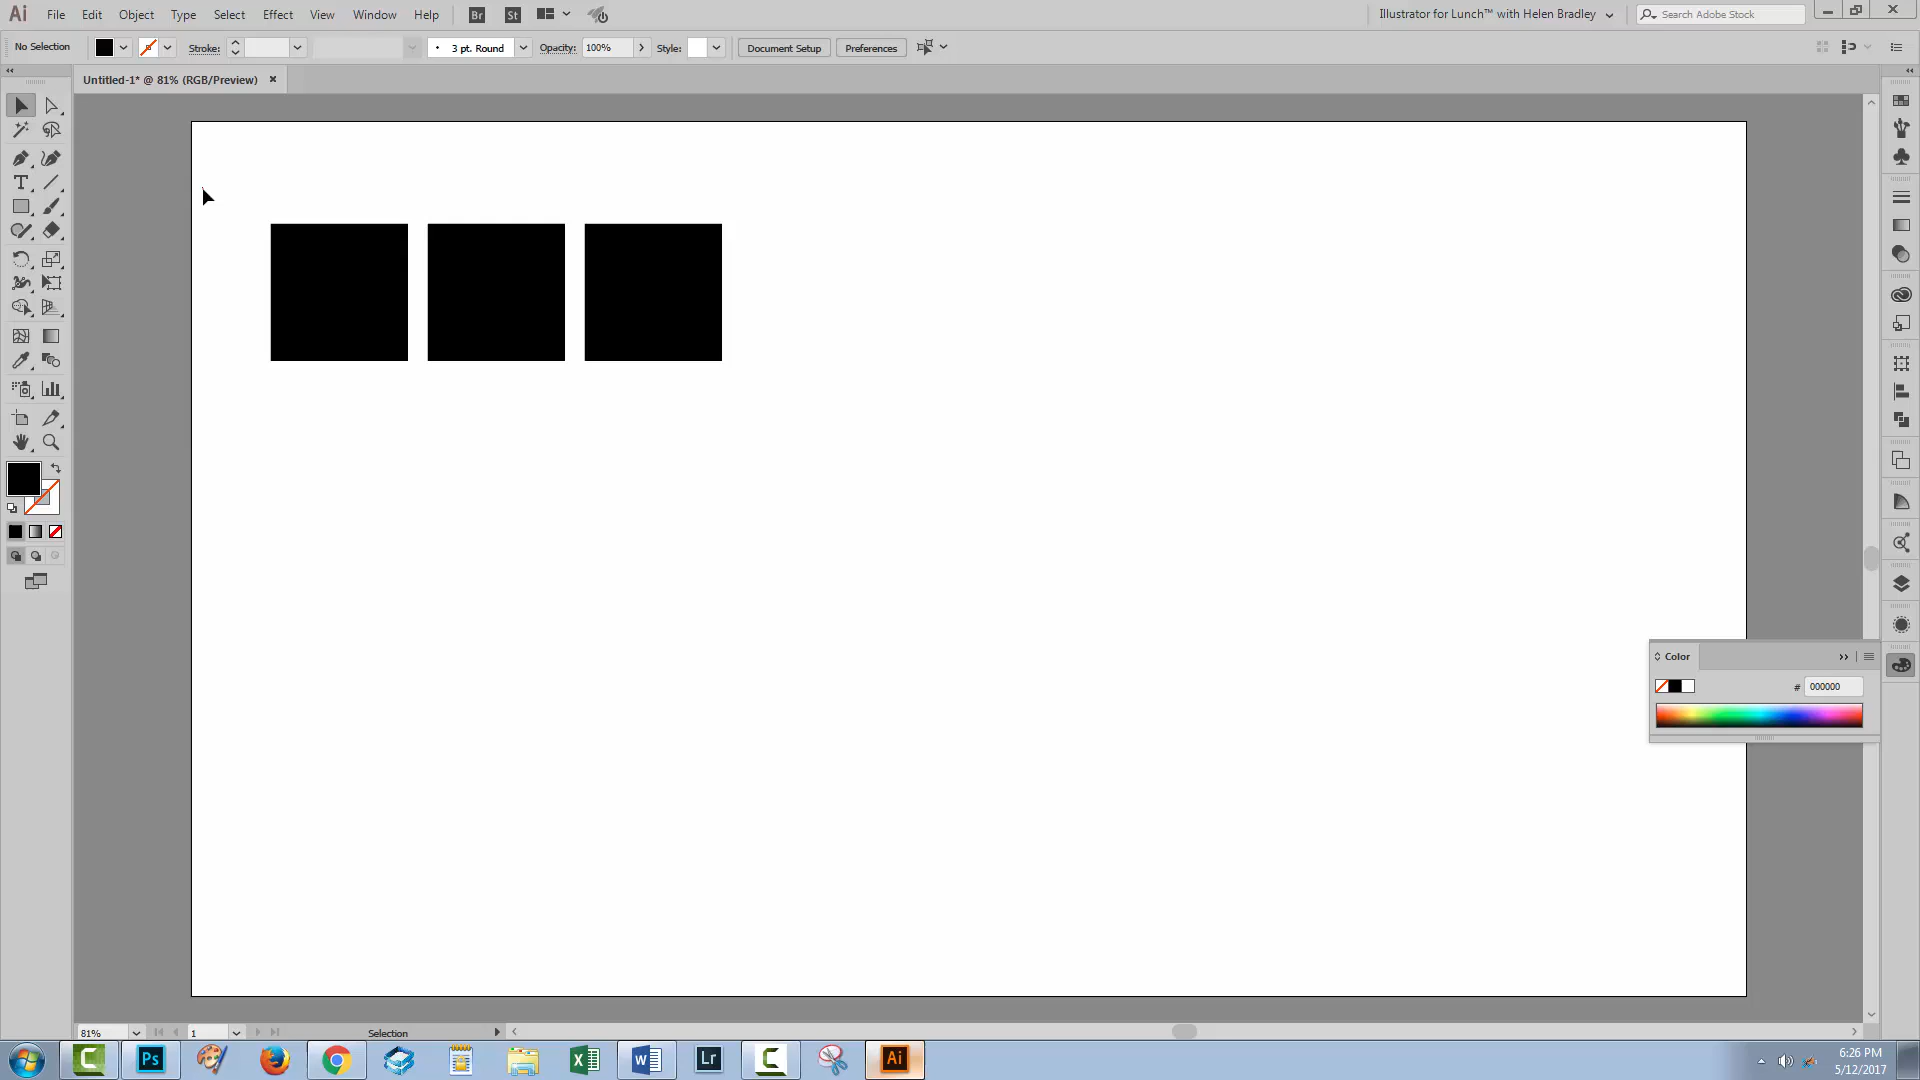 Ai File Edit Object Type Select Effect View Window Help Br St Illustrator for Lunch™ with Helen Bradley Search Adobe Stock
No Selection Stroke: 3 pt. Round Opacity: 100% Style: Document Setup Preferences
Untitled-1* @ 81% (RGB/Preview)
T
Color
# 000000
81% 1 Selection
Ps W Lr C Ai 6:26 PM
5/12/2017